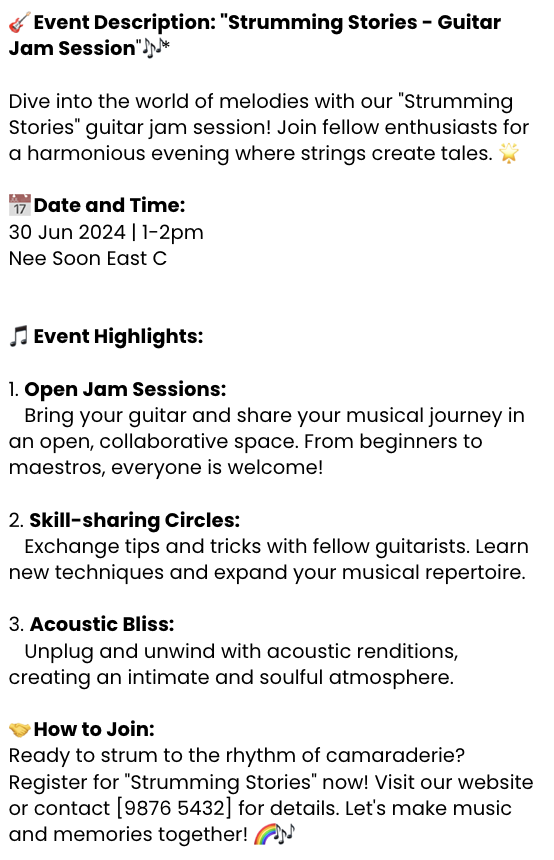 🎸Event Description: "Strumming Stories - Guitar
Jam Session"🎶*
Dive into the world of melodies with our "Strumming
Stories" guitar jam session! Join fellow enthusiasts for
a harmonious evening where strings create tales. 🌟
📅Date and Time:
30 Jun 2024 | 1-2pm
Nee Soon East C
🎵 Event Highlights:
1. Open Jam Sessions:
Bring your guitar and share your musical journey in
an open, collaborative space. From beginners to
maestros, everyone is welcome!
2. Skill-sharing Circles:
Exchange tips and tricks with fellow guitarists. Learn
new techniques and expand your musical repertoire.
3. Acoustic Bliss:
Unplug and unwind with acoustic renditions,
creating an intimate and soulful atmosphere.
🤝How to Join:
Ready to strum to the rhythm of camaraderie?
Register for "Strumming Stories" now! Visit our website
or contact [9876 5432] for details. Let's make music
and memories together! 🌈🎶